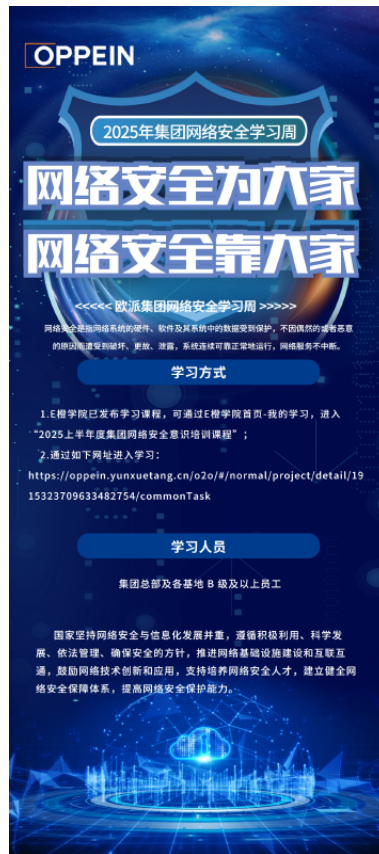 OPPEIN
2025年集团网络安全学习周
网络安全为大家
网络安全靠大家
<<<<< 欧派集团网络安全学习周 >>>>>
网络安全是指网络系统的硬件、软件及其系统中的数据受到保护，不因偶然的或者恶意
的原因而遭受到破坏、更改、泄露，系统连续可靠正常地运行，网络服务不中断。
学习方式
1.E橙学院已发布学习课程，可通过E橙学院首页-我的学习，进入
“2025上半年度集团网络安全意识培训课程”；
2.通过如下网址进入学习：
https://oppein.yunxuetang.cn/o2o/#/normal/project/detail/19
15323709633482754/commonTask
学习人员
集团总部及各基地 B 级及以上员工
国家坚持网络安全与信息化发展并重，遵循积极利用、科学发
展、依法管理、确保安全的方针，推进网络基础设施建设和互联互
通，鼓励网络技术创新和应用，支持培养网络安全人才，建立健全网
络安全保障体系，提高网络安全保护能力。